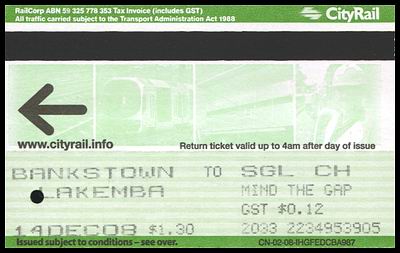 RailCorp ABN 59 325 778 353 Tax Invoice (includes GST)
All traffic carried subject to the Transport Administration Act 1988
CityRail
www.cityrail.info
Return ticket valid up to 4am after day of issue
BANKSTOWN TO SGL CH
LAKEMBA MIND THE GAP
GST $0.12
14DEC08 $1.30 2033 2234953905
Issued subject to conditions – see over.
CN-02-08-IHGFEDCBA987